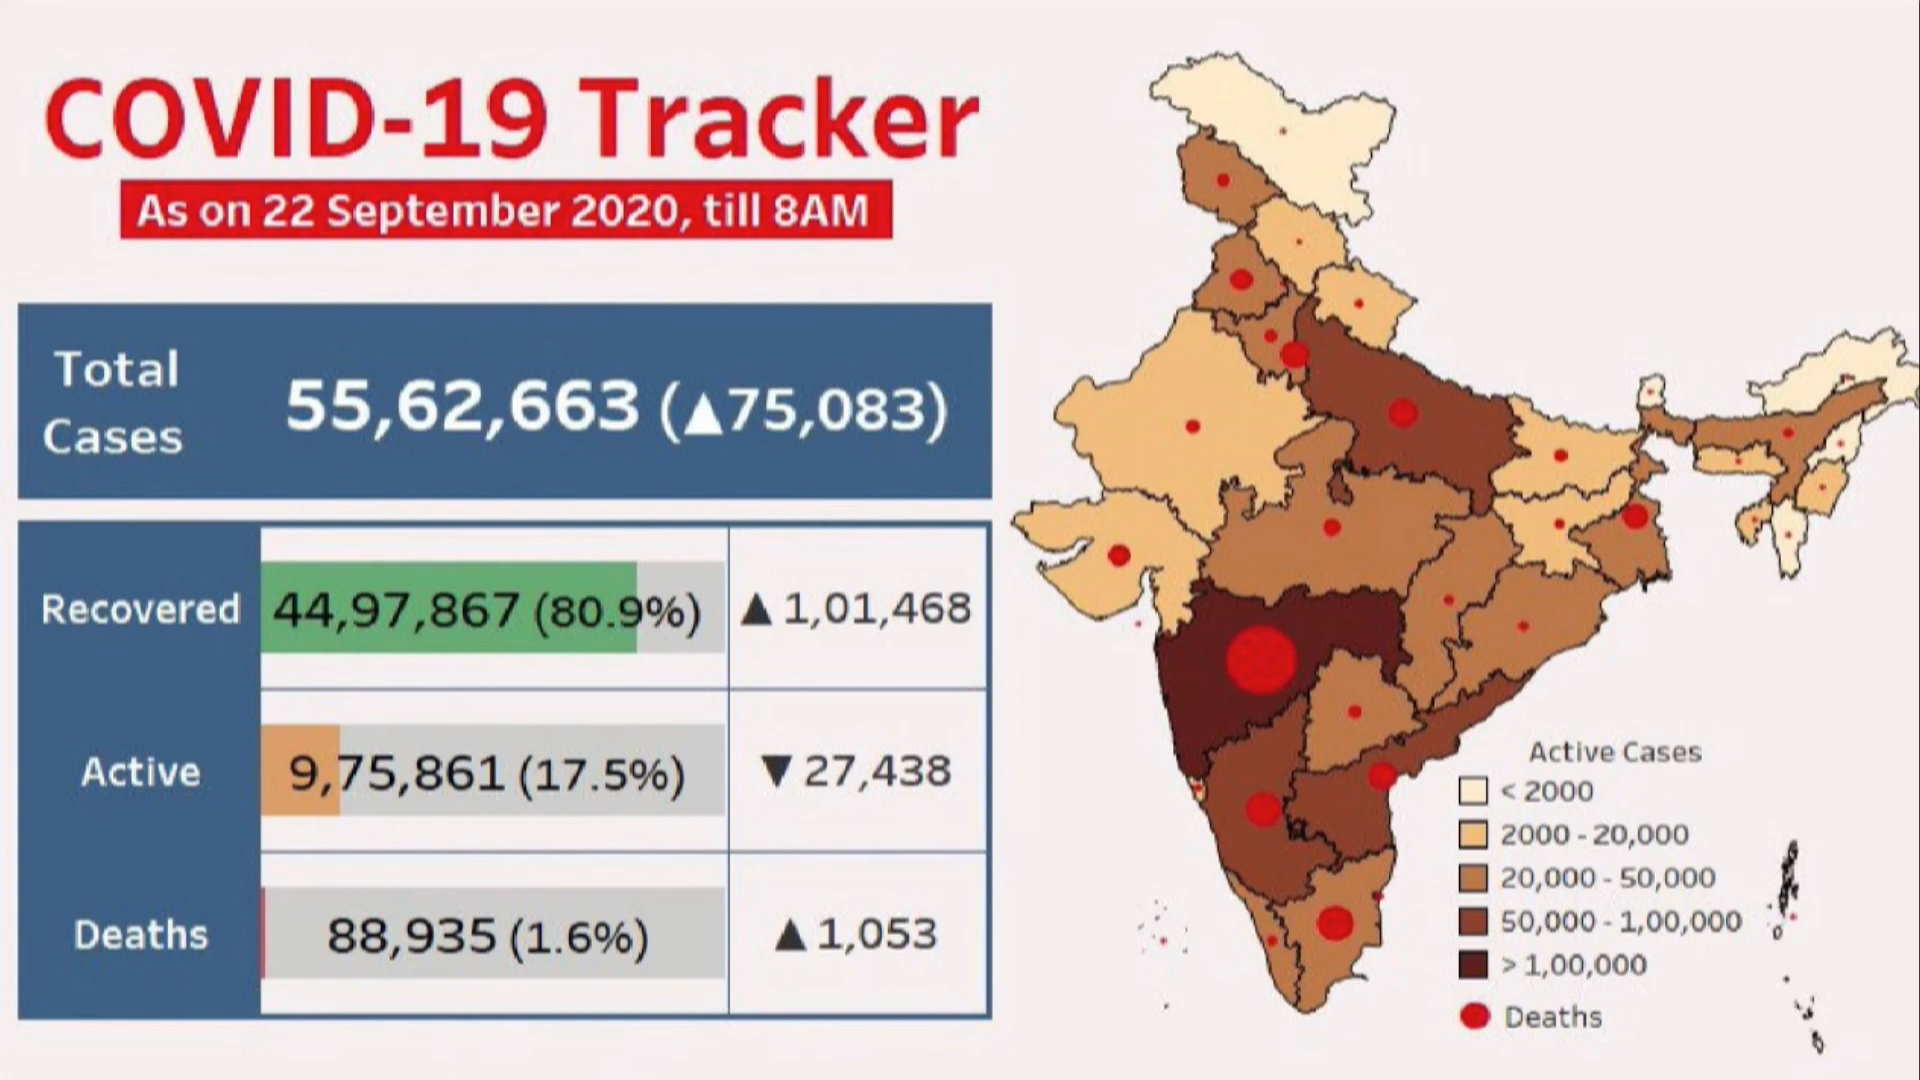 COVID-19 Tracker
As on 22 September 2020, till 8AM
Total
Cases
55,62,663 (▲75,083)
Recovered
44,97,867 (80.9%)
▲ 1,01,468
Active
9,75,861 (17.5%)
▼ 27,438
Deaths
88,935 (1.6%)
▲ 1,053
Active Cases
< 2000
2000 - 20,000
20,000 - 50,000
50,000 - 1,00,000
> 1,00,000
Deaths